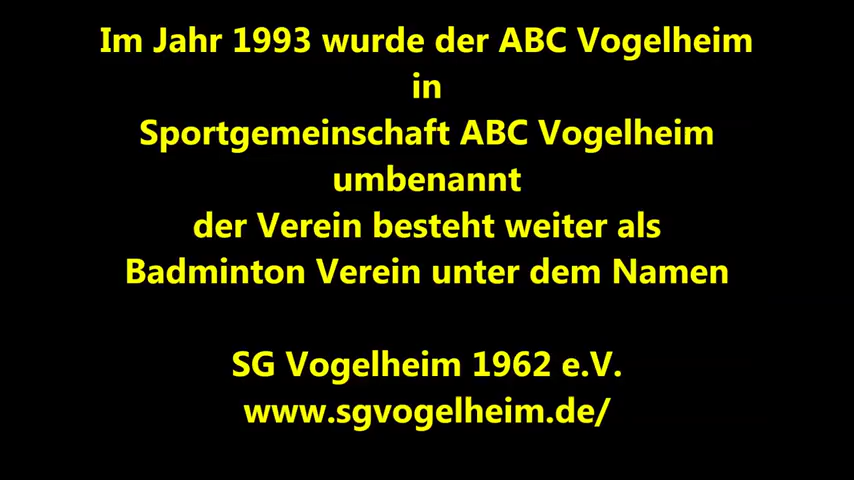 Im Jahr 1993 wurde der ABC Vogelheim
in
Sportgemeinschaft ABC Vogelheim
umbenannt
der Verein besteht weiter als
Badminton Verein unter dem Namen
SG Vogelheim 1962 e.V.
www.sgvogelheim.de/